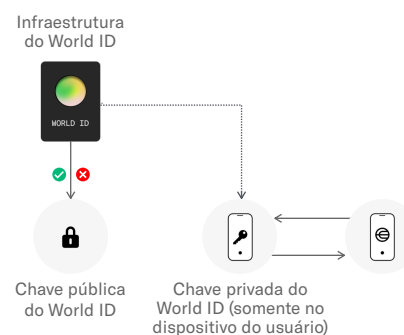 Infraestrutura
do World ID
WORLD ID
Chave pública
do World ID
Chave privada do
World ID (somente no
dispositivo do usuário)